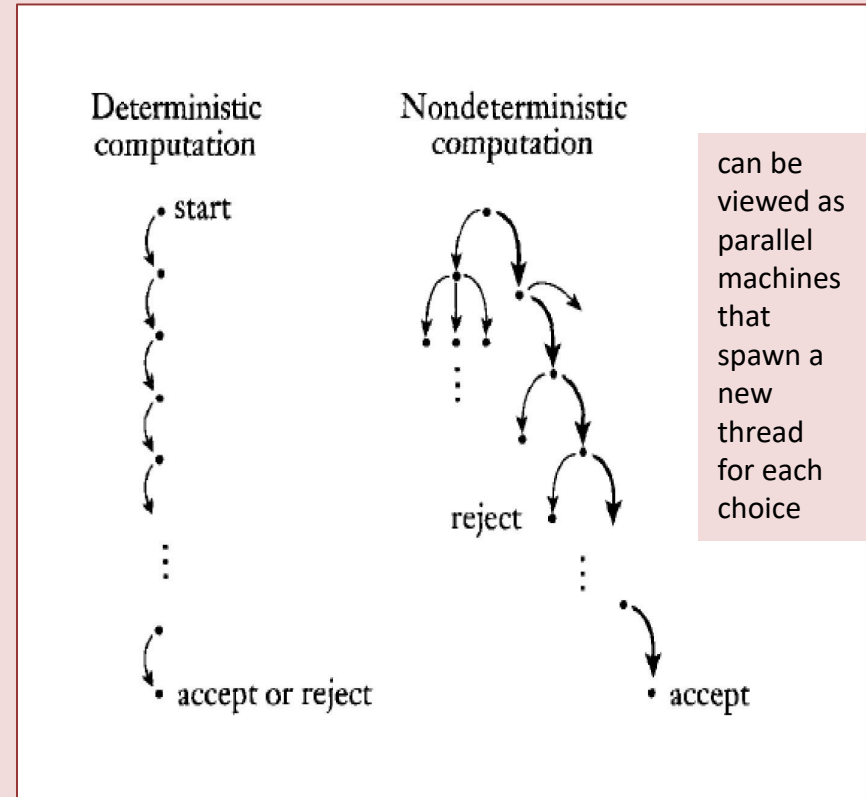 Deterministic
computation
start
accept or reject
Nondeterministic
computation
reject
accept
can be
viewed as
parallel
machines
that
spawn a
new
thread
for each
choice